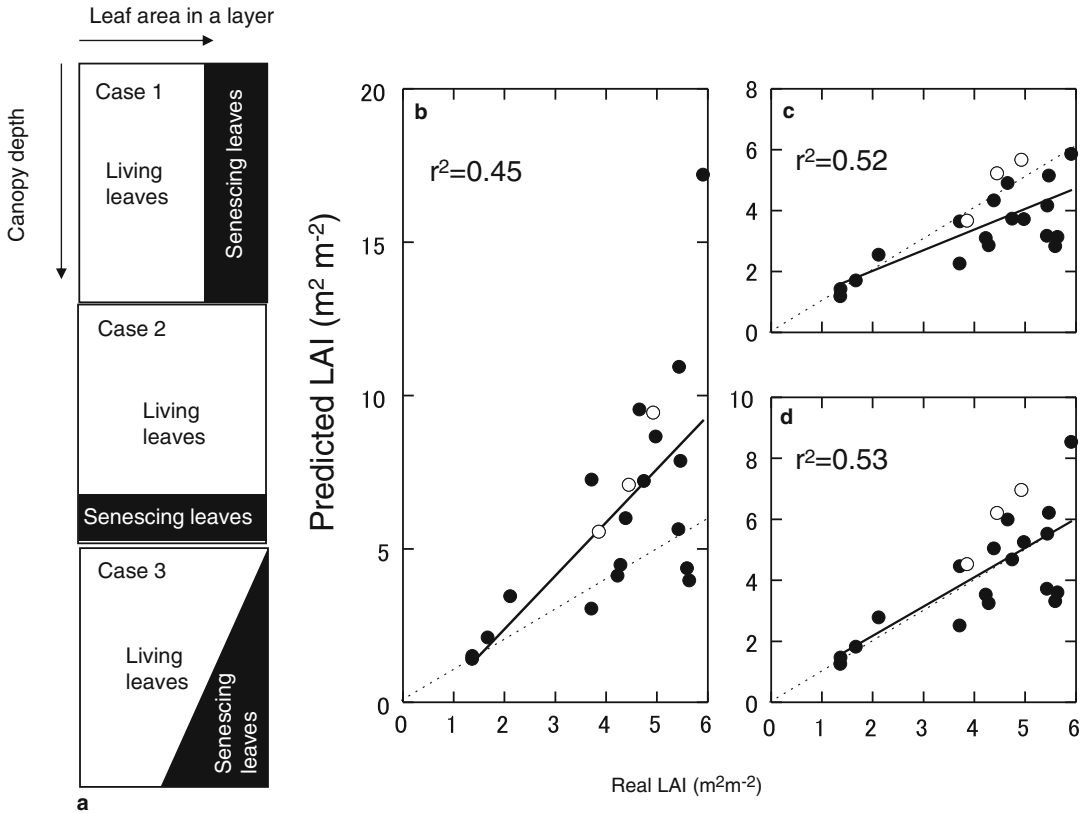 Leaf area in a layer
Canopy depth
Case 1
Living
leaves
Senescing leaves
Case 2
Living
leaves
Senescing leaves
Case 3
Living
leaves
Senescing
leaves
a
Predicted LAI (m² m⁻²)
b
r²=0.45
20
15
10
5
0
0 1 2 3 4 5 6
c
r²=0.52
8
6
4
2
0
d
r²=0.53
10
8
6
4
2
0
0 1 2 3 4 5 6
Real LAI (m²m⁻²)